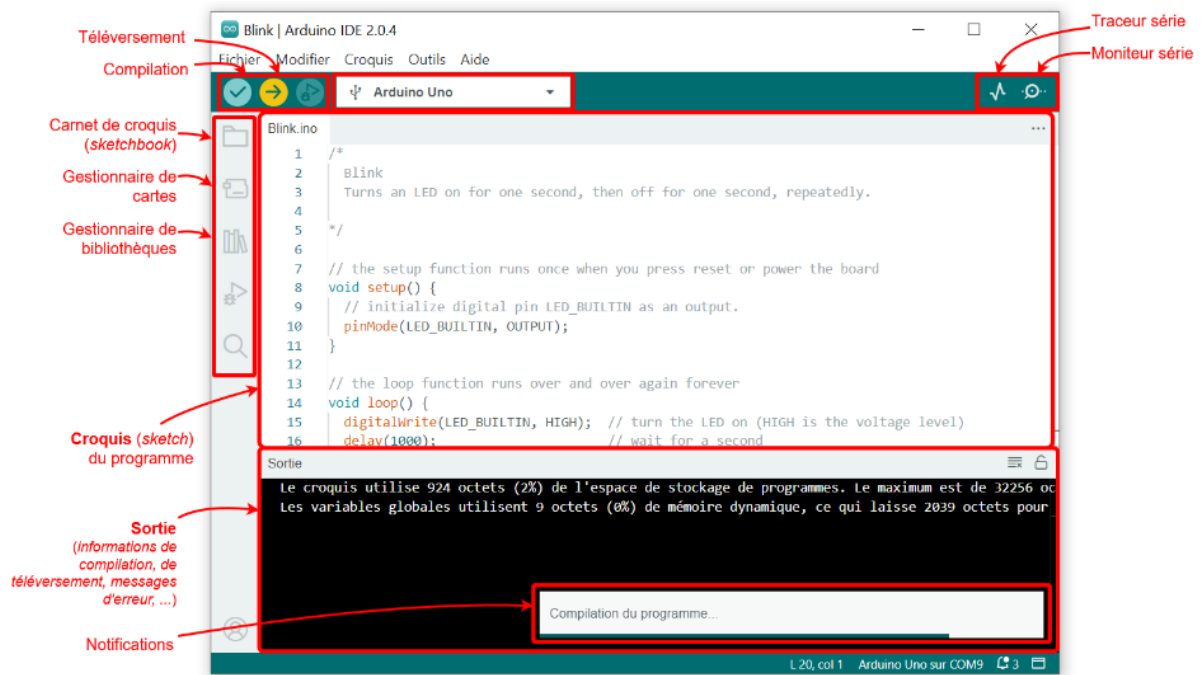 Blink | Arduino IDE 2.0.4
Fichier Modifier Croquis Outils Aide
Téléversement
Compilation
Traceur série
Moniteur série
Arduino Uno
Carnet de croquis
(sketchbook)
Gestionnaire de
cartes
Gestionnaire de
bibliothèques
Croquis (sketch)
du programme
Blink.ino
1 /*
2 Blink
3 Turns an LED on for one second, then off for one second, repeatedly.
4
5 */
6
7 // the setup function runs once when you press reset or power the board
8 void setup() {
9 // initialize digital pin LED_BUILTIN as an output.
10 pinMode(LED_BUILTIN, OUTPUT);
11 }
12
13 // the loop function runs over and over again forever
14 void loop() {
15 digitalWrite(LED_BUILTIN, HIGH); // turn the LED on (HIGH is the voltage level)
16 delay(1000); // wait for a second
Sortie
Le croquis utilise 924 octets (2%) de l'espace de stockage de programmes. Le maximum est de 32256 oc
Les variables globales utilisent 9 octets (0%) de mémoire dynamique, ce qui laisse 2039 octets pour
Sortie
(informations de
compilation, de
téléversement, messages
d'erreur, ...)
Notifications
Compilation du programme...
L 20, col 1 Arduino Uno sur COM9 3